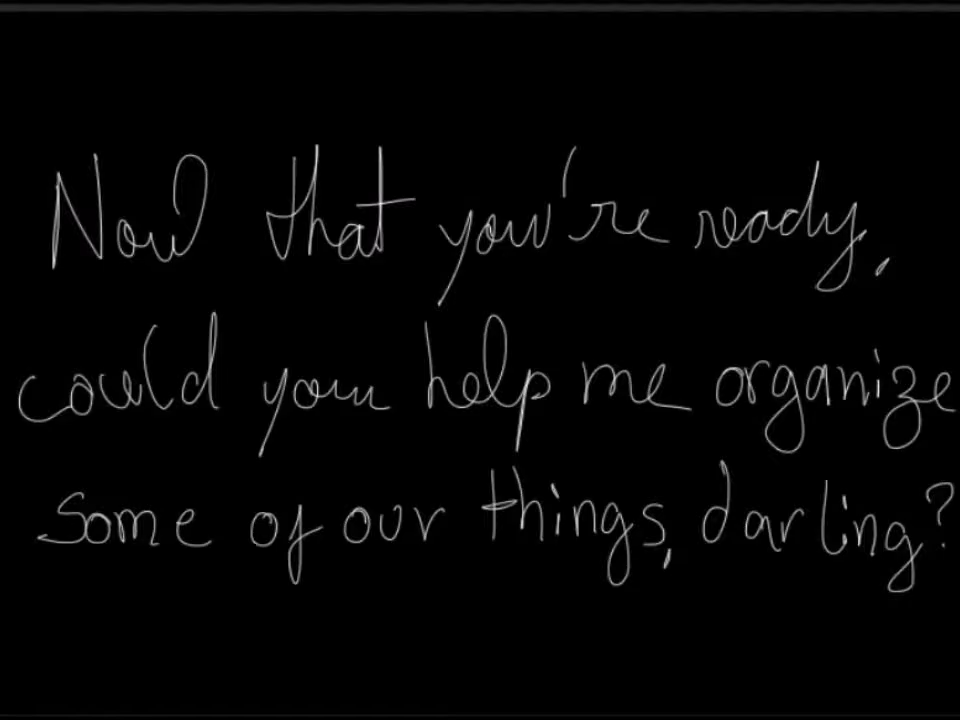 Now that you're ready,
could you help me organize
some of our things, darling?